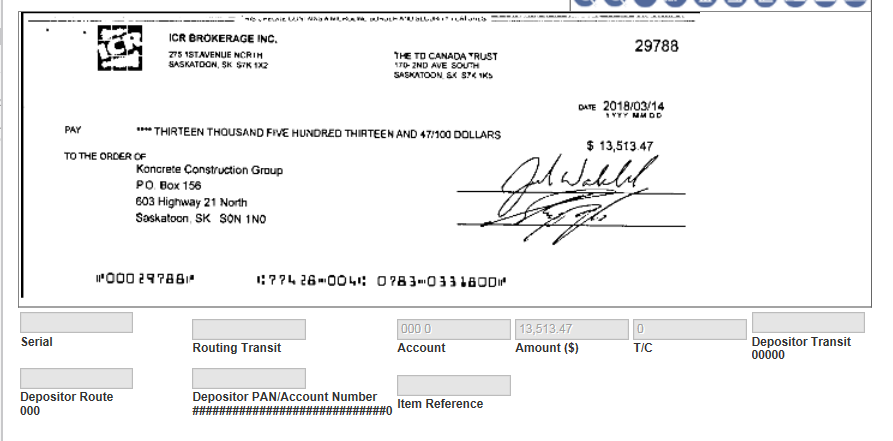 ICR
ICR BROKERAGE INC.
275 1ST AVENUE NORTH
SASKATOON, SK S7K 1X2
THE TD CANADA TRUST
170- 2ND AVE SOUTH
SASKATOON, SK S7K 1K5
29788
DATE 2018/03/14
YYYY MM DD
PAY **** THIRTEEN THOUSAND FIVE HUNDRED THIRTEEN AND 47/100 DOLLARS
$ 13,513.47
TO THE ORDER OF
Koncrete Construction Group
P.O. Box 156
603 Highway 21 North
Saskatoon, SK S0N 1N0
⑈00029788⑈ ⑆77428⑉004⑆ 0783⑉0331800⑈
000 0 13,513.47 0
Serial Routing Transit Account Amount ($) T/C Depositor Transit
00000
Depositor Route Depositor PAN/Account Number Item Reference
000 #############################0